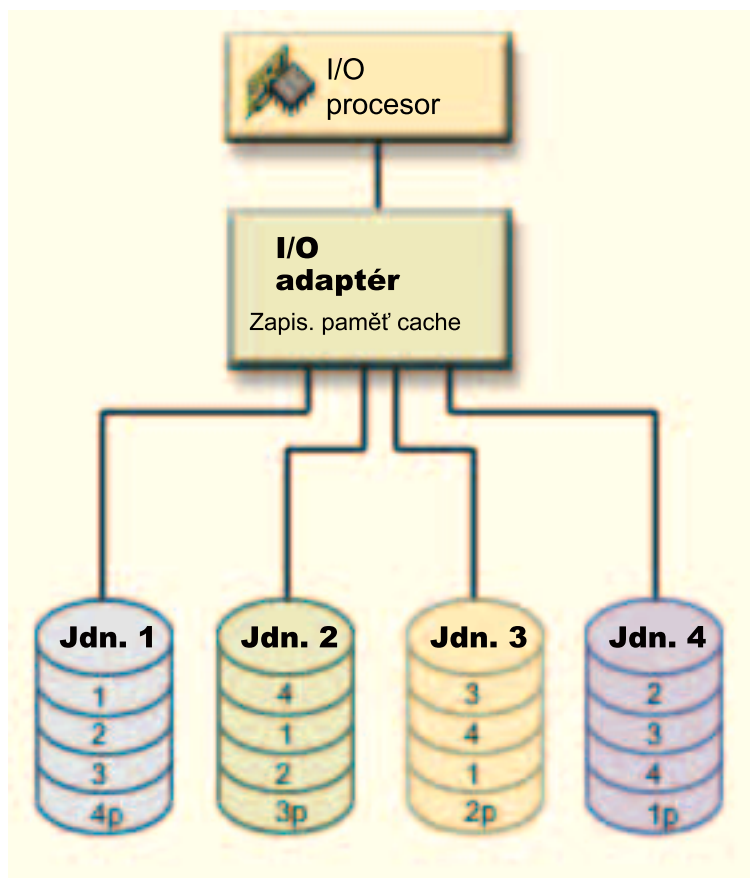 I/O
procesor
I/O
adaptér
Zapis. paměť cache
Jdn. 1
1
2
3
4p
Jdn. 2
4
1
2
3p
Jdn. 3
3
4
1
2p
Jdn. 4
2
3
4
1p